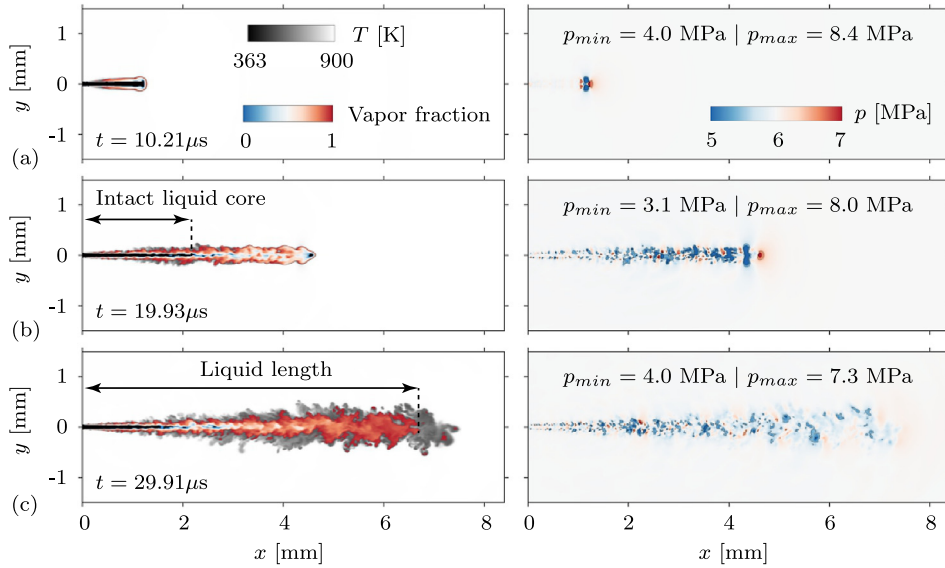 (a)
y [mm]
1
0
-1
T [K]
363 900
Vapor fraction
0 1
t = 10.21μs
p_min = 4.0 MPa | p_max = 8.4 MPa
p [MPa]
5 6 7
(b)
y [mm]
1
0
-1
Intact liquid core
t = 19.93μs
p_min = 3.1 MPa | p_max = 8.0 MPa
(c)
y [mm]
1
0
-1
Liquid length
t = 29.91μs
p_min = 4.0 MPa | p_max = 7.3 MPa
0 2 4 6 8
x [mm]
0 2 4 6 8
x [mm]